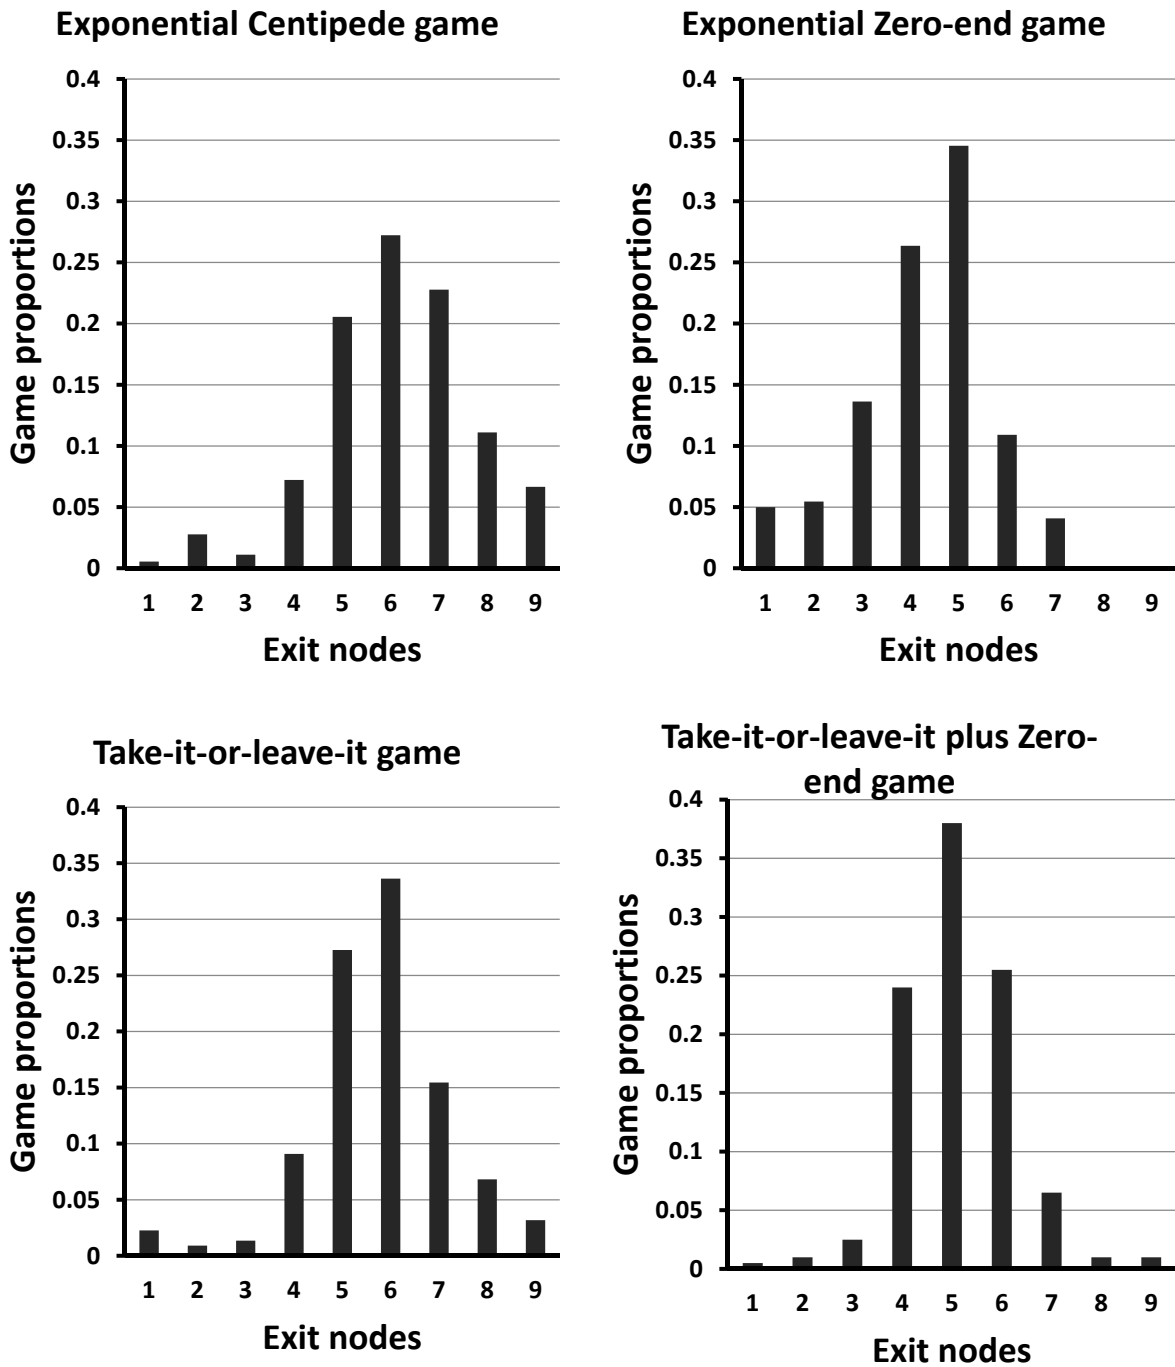 Exponential Centipede game
Game proportions
0.4
0.35
0.3
0.25
0.2
0.15
0.1
0.05
0
1 2 3 4 5 6 7 8 9
Exit nodes
Exponential Zero-end game
Game proportions
0.4
0.35
0.3
0.25
0.2
0.15
0.1
0.05
0
1 2 3 4 5 6 7 8 9
Exit nodes
Take-it-or-leave-it game
Game proportions
0.4
0.35
0.3
0.25
0.2
0.15
0.1
0.05
0
1 2 3 4 5 6 7 8 9
Exit nodes
Take-it-or-leave-it plus Zero-
end game
Game proportions
0.4
0.35
0.3
0.25
0.2
0.15
0.1
0.05
0
1 2 3 4 5 6 7 8 9
Exit nodes